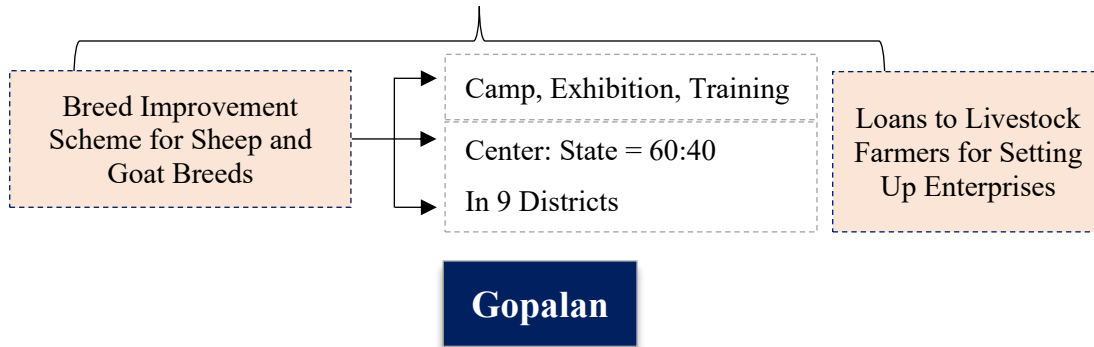 Breed Improvement
Scheme for Sheep and
Goat Breeds
Camp, Exhibition, Training
Center: State = 60:40
In 9 Districts
Loans to Livestock
Farmers for Setting
Up Enterprises
Gopalan